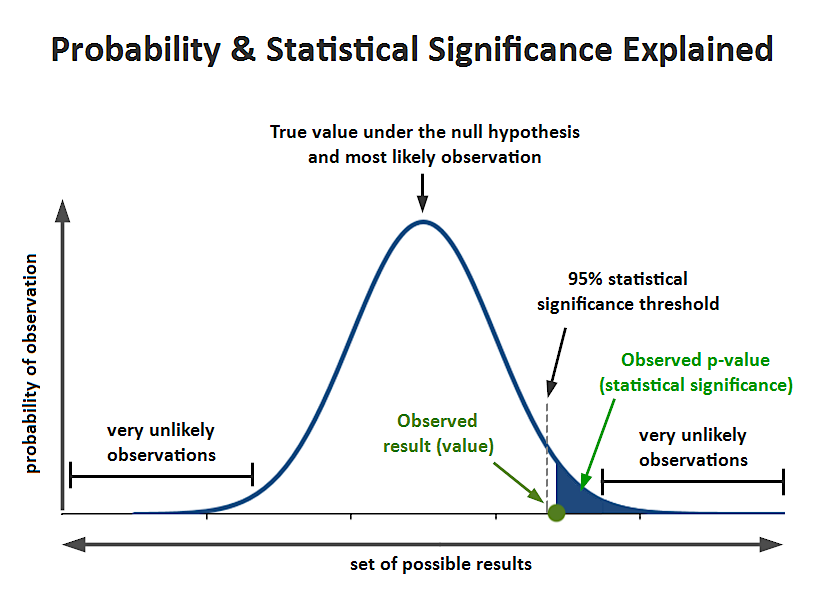 Probability & Statistical Significance Explained
True value under the null hypothesis
and most likely observation
95% statistical
significance threshold
Observed p-value
(statistical significance)
Observed
result (value)
very unlikely
observations
very unlikely
observations
probability of observation
set of possible results